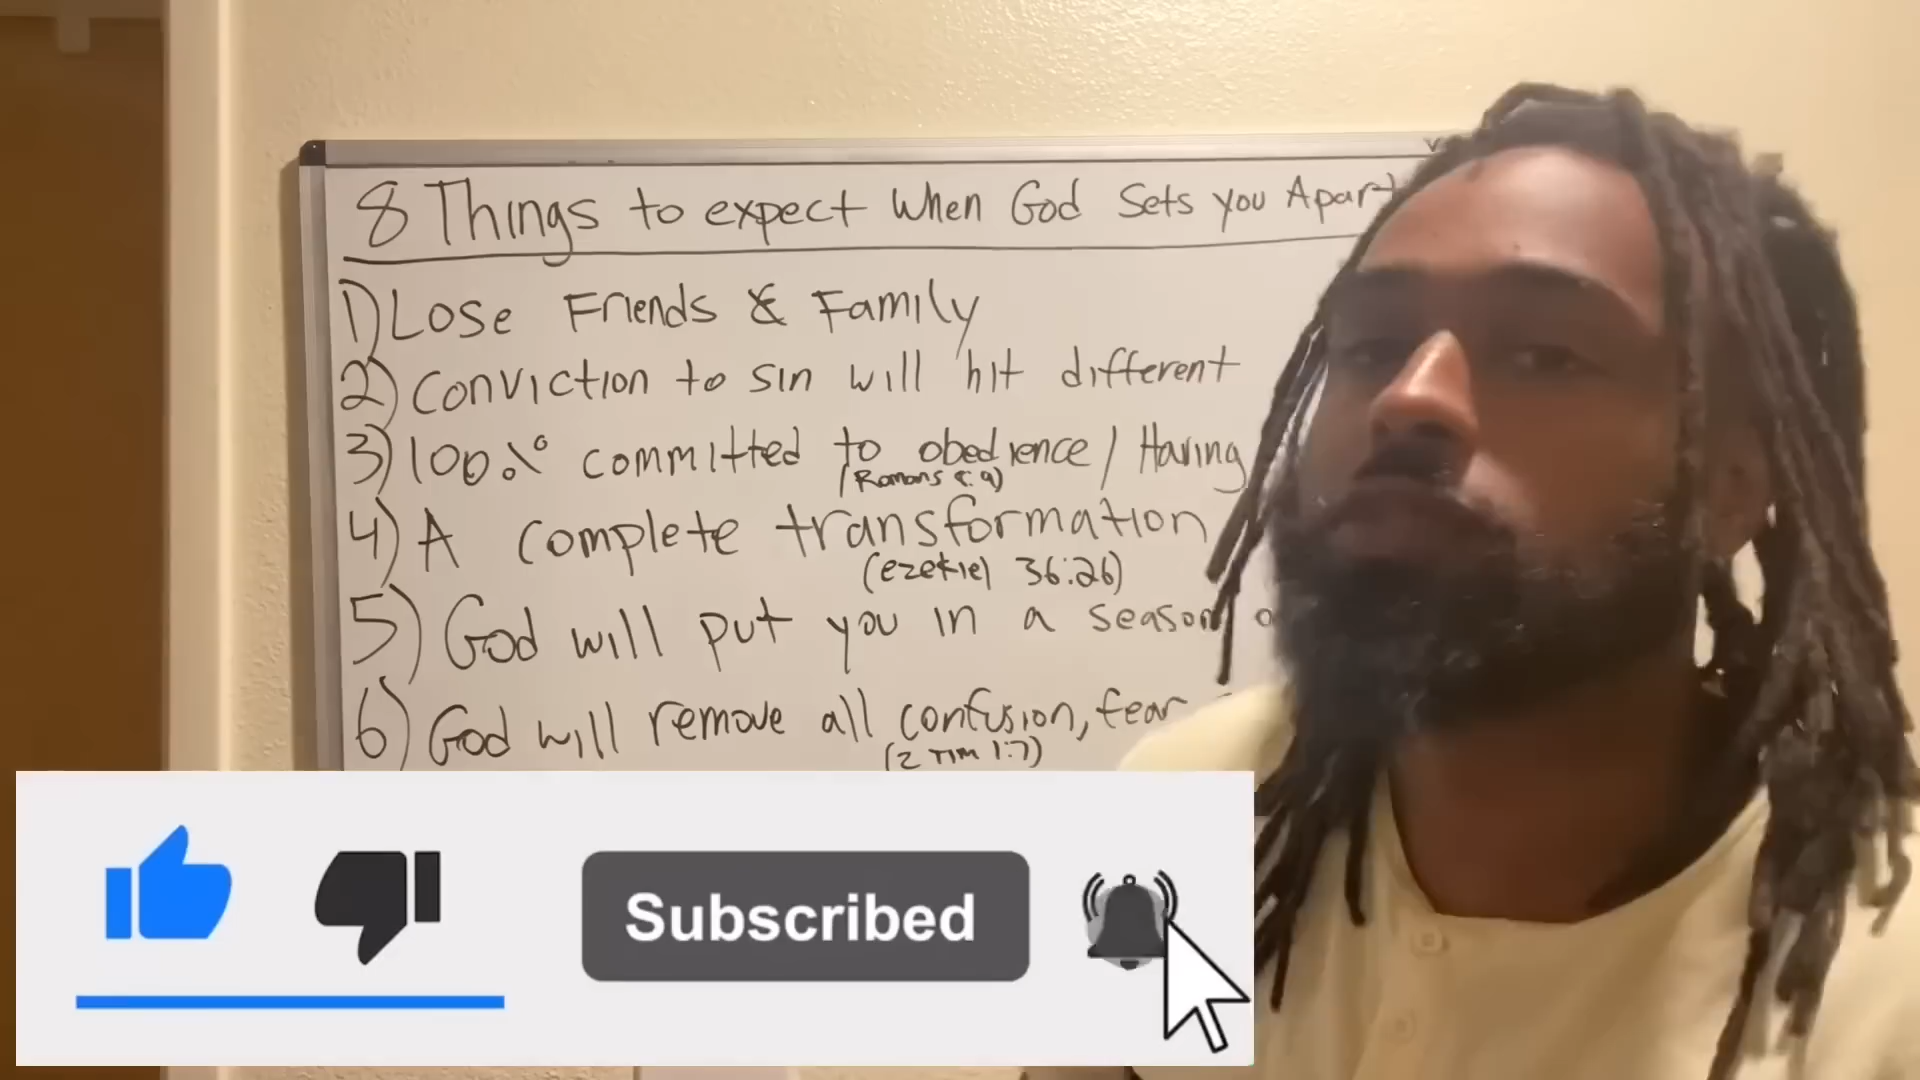 8 Things to expect When God Sets you Apart
1) Lose Friends & Family
2) Conviction to sin will hit different
3) 100% committed to obedience / Having
(Romans 8:9)
4) A complete transformation
(ezekiel 36:26)
5) God will put you in a season
6) God will remove all confusion, fear
(2 Tim 1:7)
Subscribed